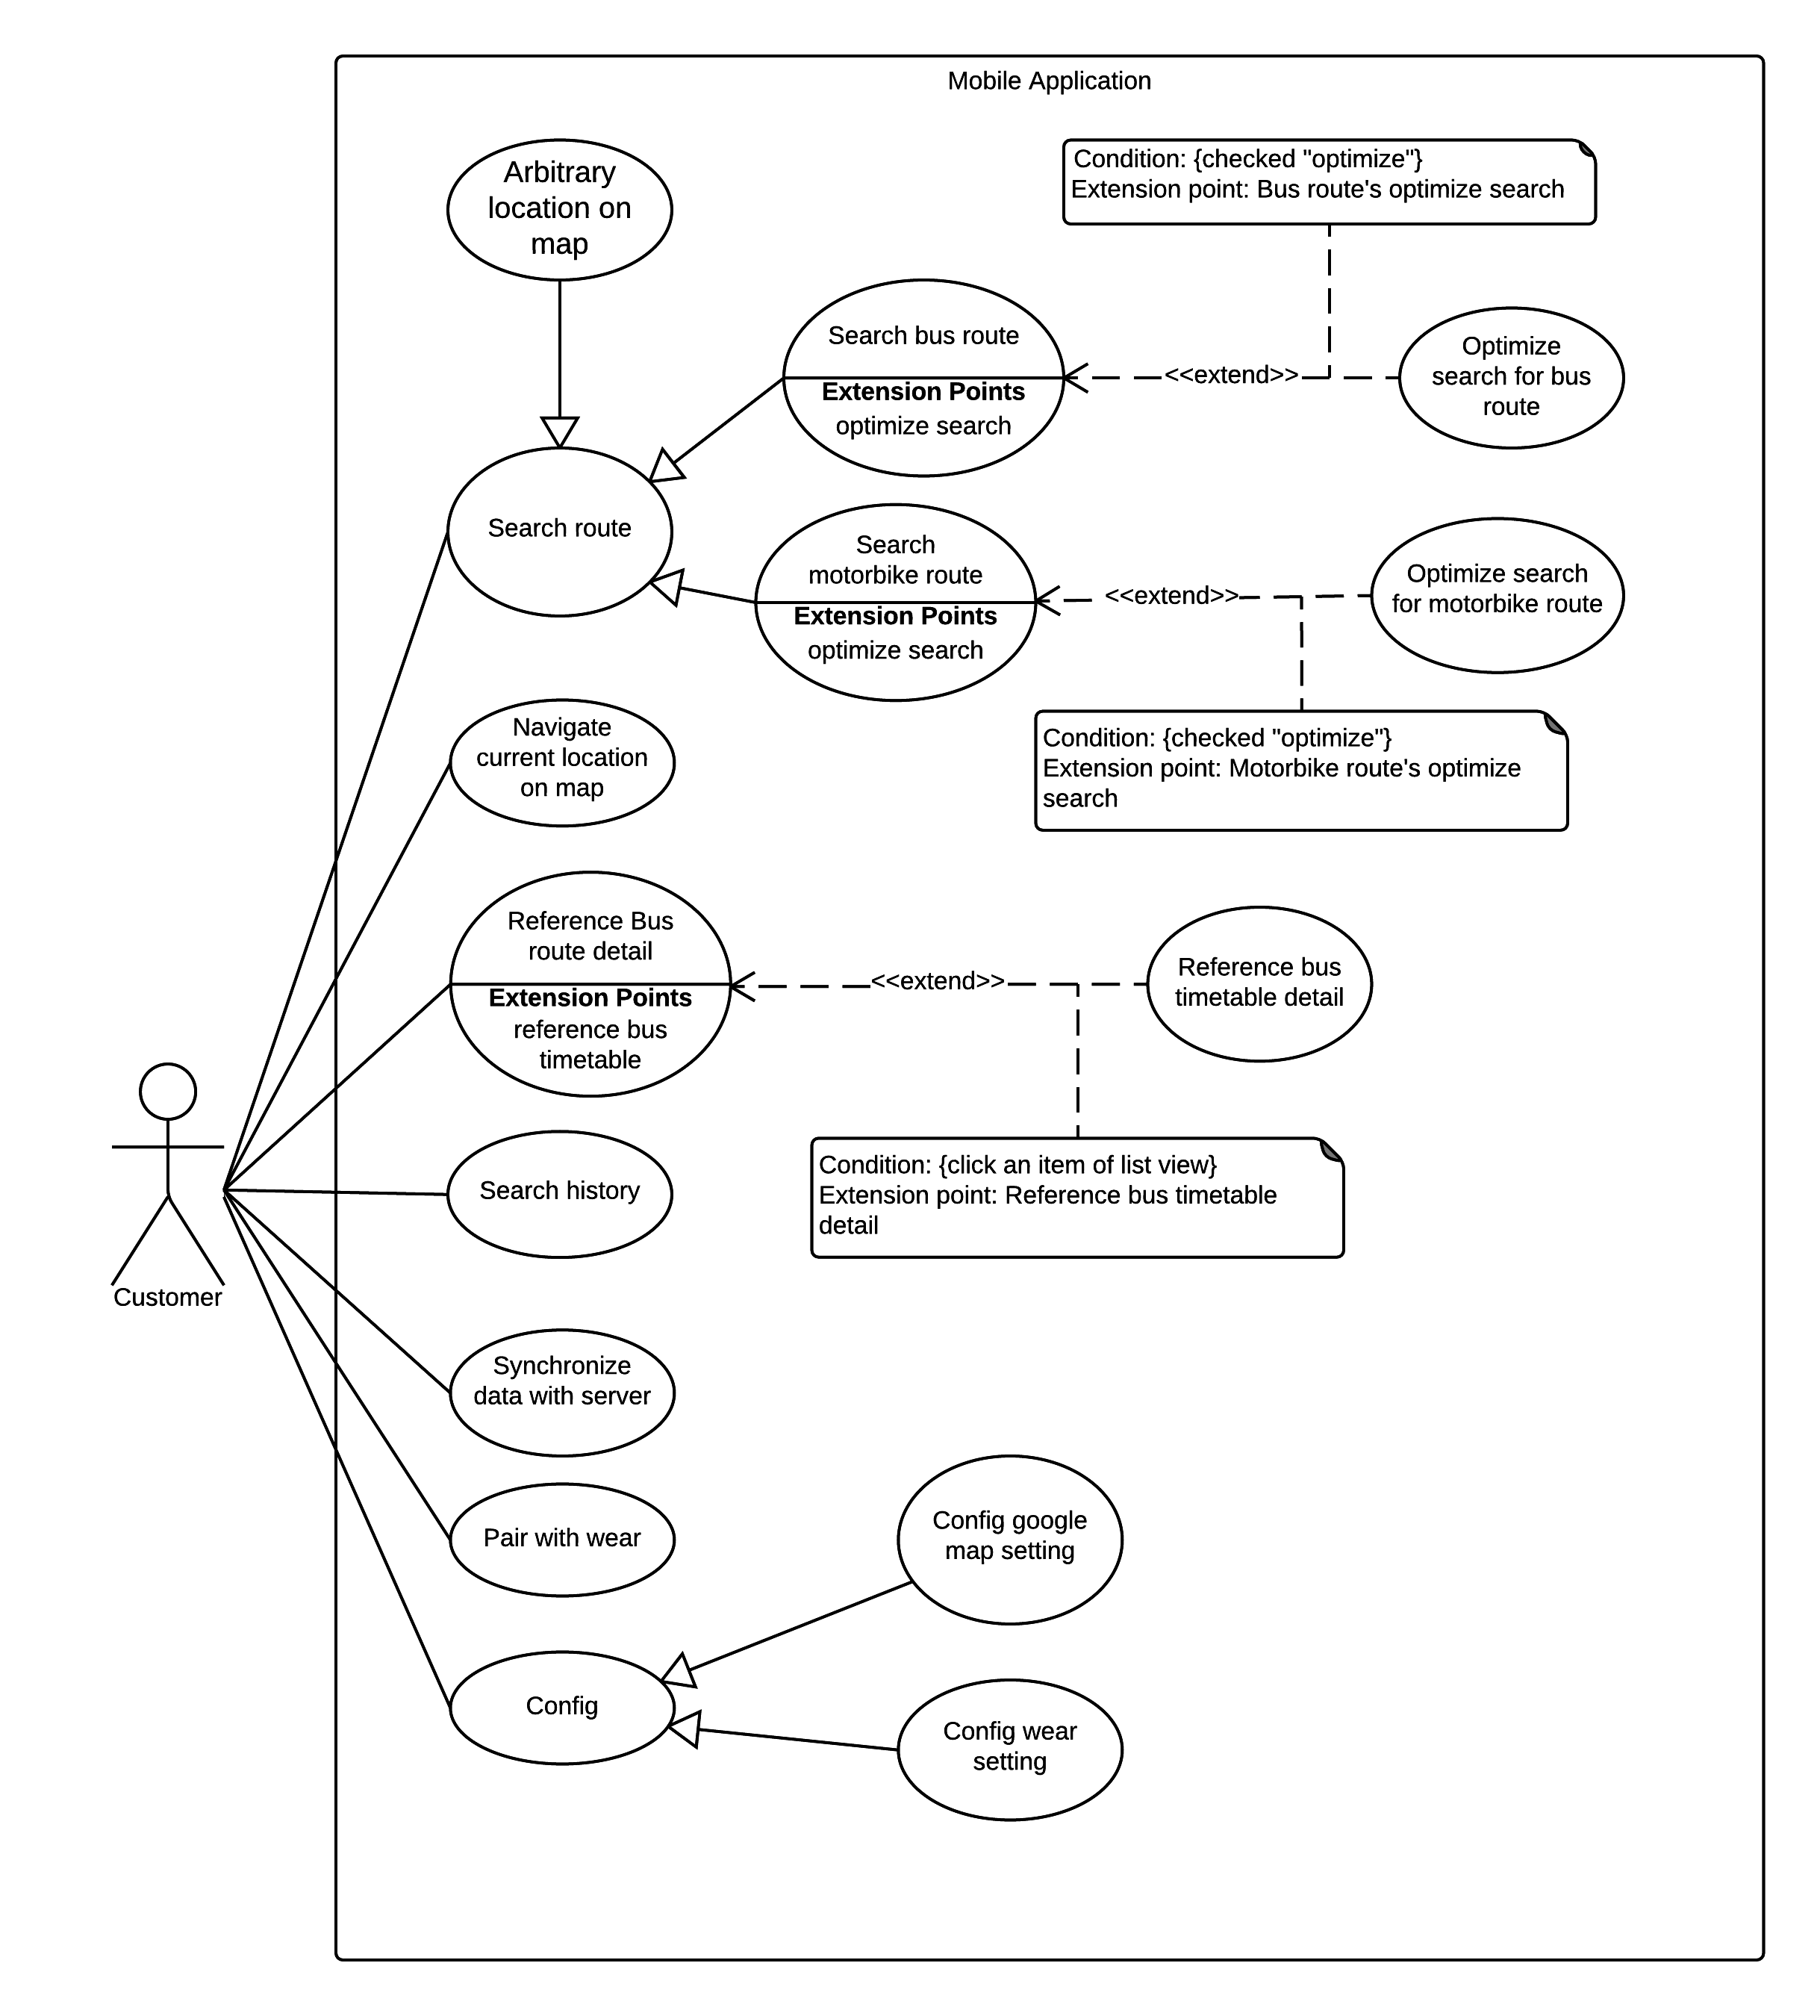 Mobile Application
Arbitrary
location on
map
Condition: {checked "optimize"}
Extension point: Bus route's optimize search
Search bus route
Extension Points
optimize search
<<extend>>
Optimize
search for bus
route
Search route
Search
motorbike route
Extension Points
optimize search
<<extend>>
Optimize search
for motorbike route
Condition: {checked "optimize"}
Extension point: Motorbike route's optimize
search
Navigate
current location
on map
Reference Bus
route detail
Extension Points
reference bus
timetable
<<extend>>
Reference bus
timetable detail
Condition: {click an item of list view}
Extension point: Reference bus timetable
detail
Customer
Search history
Synchronize
data with server
Pair with wear
Config google
map setting
Config
Config wear
setting